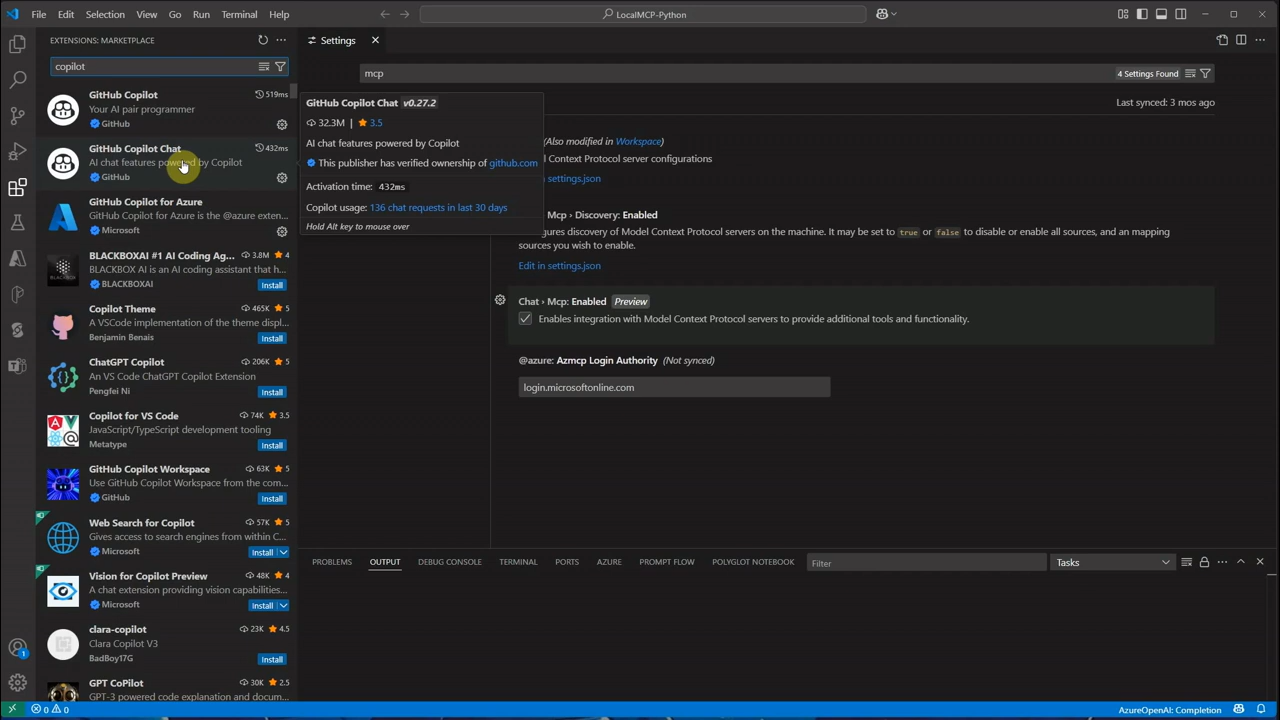 File Edit Selection View Go Run Terminal Help
LocalMCP-Python
EXTENSIONS: MARKETPLACE
copilot
GitHub Copilot 519ms
Your AI pair programmer
GitHub
GitHub Copilot Chat 432ms
AI chat features powered by Copilot
GitHub
GitHub Copilot for Azure
GitHub Copilot for Azure is the @azure exten...
Microsoft
BLACKBOXAI #1 AI Coding Ag... 3.8M 4
BLACKBOX AI is an AI coding assistant that h...
BLACKBOXAI Install
Copilot Theme 465K 5
A VSCode implementation of the theme displ...
Benjamin Benais Install
ChatGPT Copilot 206K 5
An VS Code ChatGPT Copilot Extension
Pengfei Ni Install
Copilot for VS Code 74K 3.5
JavaScript/TypeScript development tooling
Metatype Install
GitHub Copilot Workspace 63K 5
Use GitHub Copilot Workspace from the com...
GitHub Install
Web Search for Copilot 57K 5
Gives access to search engines from within C...
Microsoft Install
Vision for Copilot Preview 48K 4
A chat extension providing vision capabilities...
Microsoft Install
clara-copilot 23K 4.5
Clara Copilot V3
BadBoy17G Install
GPT CoPilot 30K 2.5
GPT-3 powered code explanation and docum...
1
Settings
mcp
4 Settings Found
Last synced: 3 mos ago
GitHub Copilot Chat v0.27.2
32.3M | 3.5
AI chat features powered by Copilot
This publisher has verified ownership of github.com
Activation time: 432ms
Copilot usage: 136 chat requests in last 30 days
Hold Alt key to mouse over
(Also modified in Workspace)
l Context Protocol server configurations
settings.json
Mcp › Discovery: Enabled
gures discovery of Model Context Protocol servers on the machine. It may be set to true or false to disable or enable all sources, and an mapping
sources you wish to enable.
Edit in settings.json
Chat › Mcp: Enabled Preview
Enables integration with Model Context Protocol servers to provide additional tools and functionality.
@azure: Azmcp Login Authority (Not synced)
login.microsoftonline.com
PROBLEMS OUTPUT DEBUG CONSOLE TERMINAL PORTS AZURE PROMPT FLOW POLYGLOT NOTEBOOK Filter Tasks
0 0
AzureOpenAI: Completion